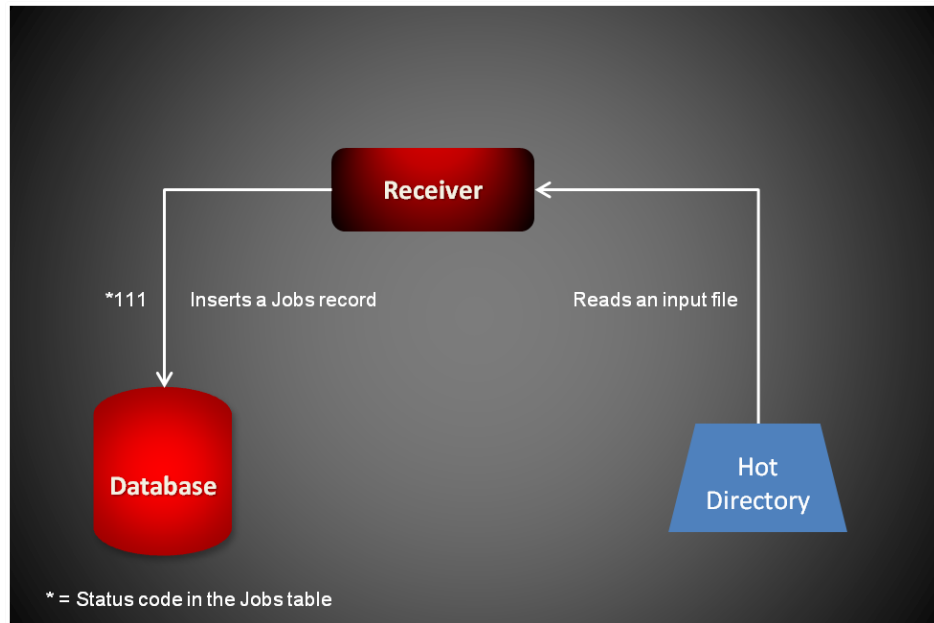 Receiver
*111
Inserts a Jobs record
Reads an input file
Database
Hot
Directory
* = Status code in the Jobs table